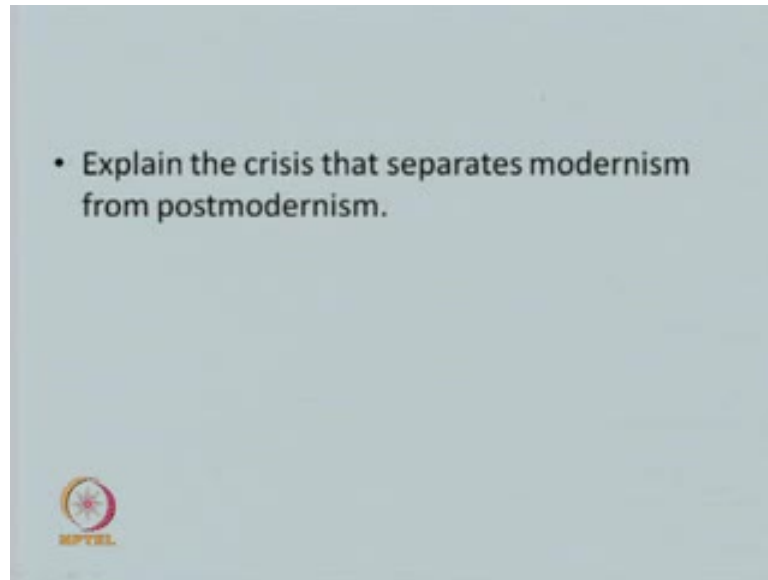 • Explain the crisis that separates modernism
from postmodernism.
NPTEL